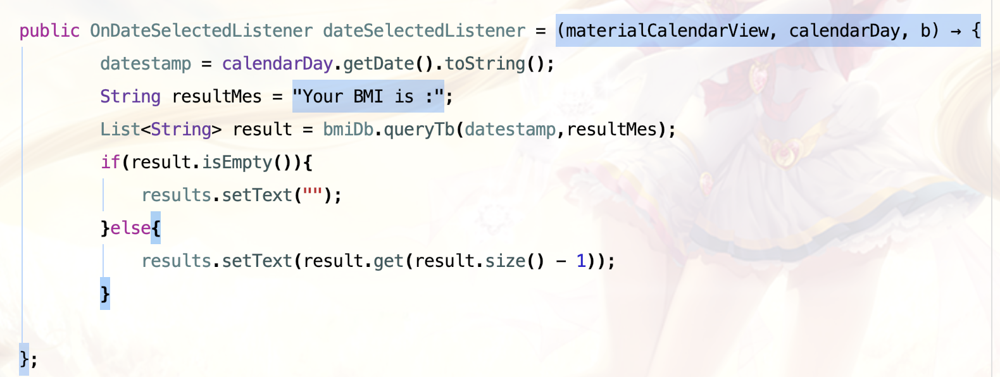 public OnDateSelectedListener dateSelectedListener = (materialCalendarView, calendarDay, b) → {
datestamp = calendarDay.getDate().toString();
String resultMes = "Your BMI is :";
List<String> result = bmiDb.queryTb(datestamp,resultMes);
if(result.isEmpty()){
results.setText("");
}else{
results.setText(result.get(result.size() - 1));
}
};